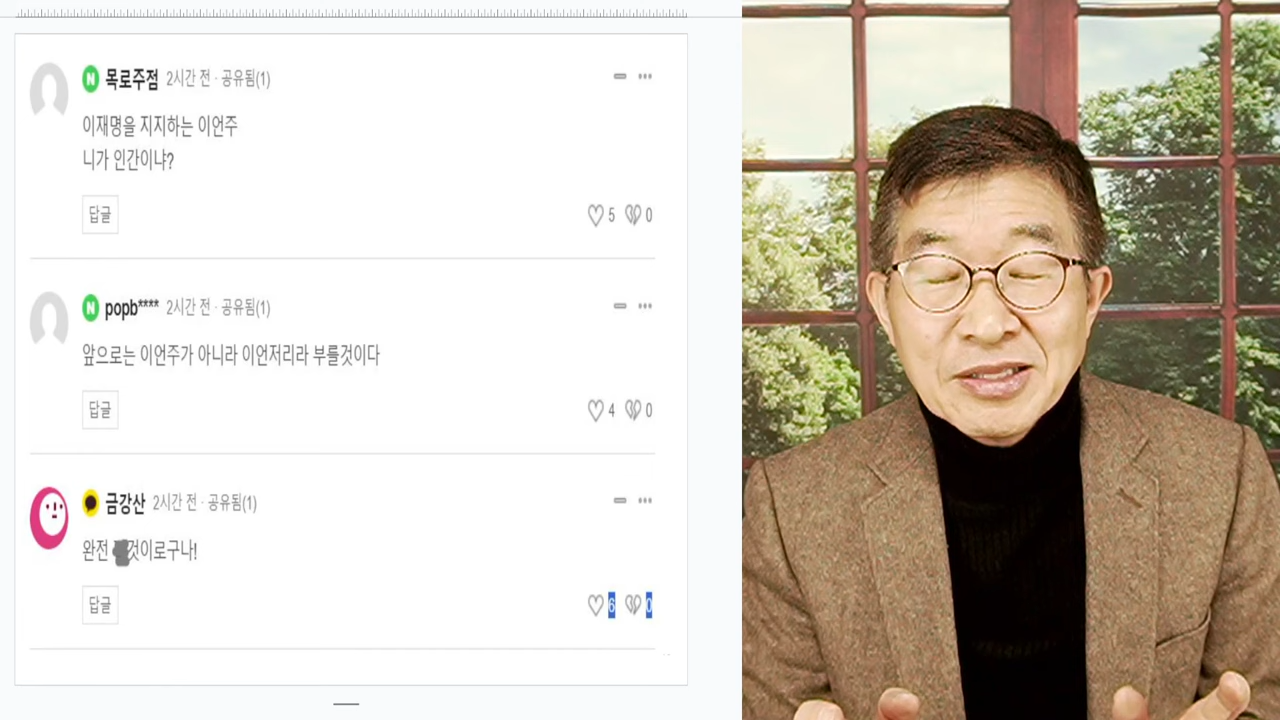 목로주점 2시간 전 · 공유됨(1)
이재명을 지지하는 이언주
니가 인간이냐?
답글
5 0
popb**** 2시간 전 · 공유됨(1)
앞으로는 이언주가 아니라 이언저리라 부를것이다
답글
4 0
금강산 2시간 전 · 공유됨(1)
완전 것이로구나!
답글
6 0